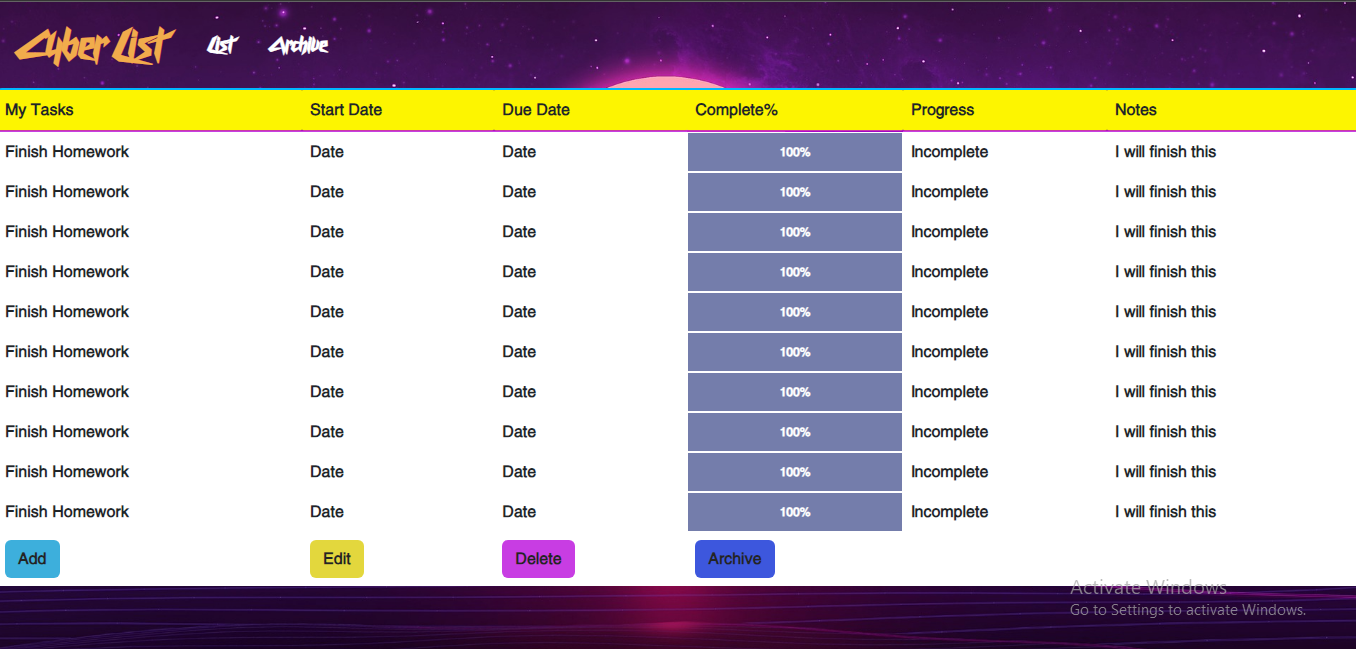 Cyber List List Archive
My Tasks Start Date Due Date Complete% Progress Notes
Finish Homework Date Date 100% Incomplete I will finish this
Finish Homework Date Date 100% Incomplete I will finish this
Finish Homework Date Date 100% Incomplete I will finish this
Finish Homework Date Date 100% Incomplete I will finish this
Finish Homework Date Date 100% Incomplete I will finish this
Finish Homework Date Date 100% Incomplete I will finish this
Finish Homework Date Date 100% Incomplete I will finish this
Finish Homework Date Date 100% Incomplete I will finish this
Finish Homework Date Date 100% Incomplete I will finish this
Finish Homework Date Date 100% Incomplete I will finish this
Add Edit Delete Archive
Activate Windows
Go to Settings to activate Windows.